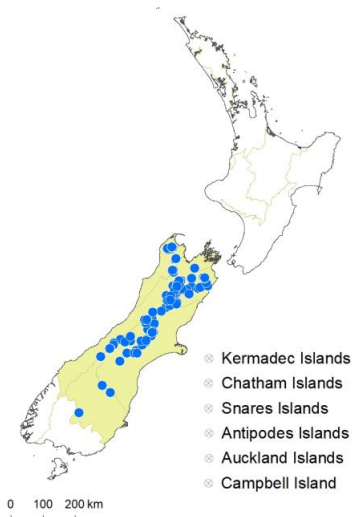 Kermadec Islands
Chatham Islands
Snares Islands
Antipodes Islands
Auckland Islands
Campbell Island
0 100 200 km